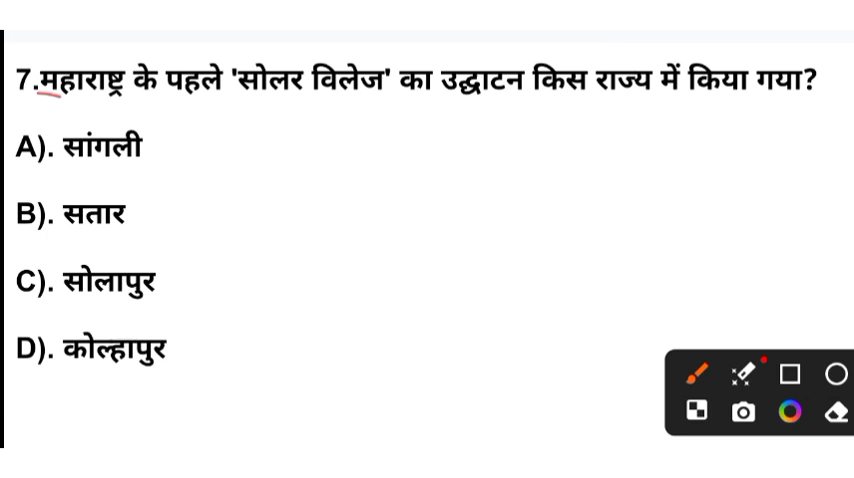 7.महाराष्ट्र के पहले 'सोलर विलेज' का उद्घाटन किस राज्य में किया गया?
A). सांगली
B). सतार
C). सोलापुर
D). कोल्हापुर